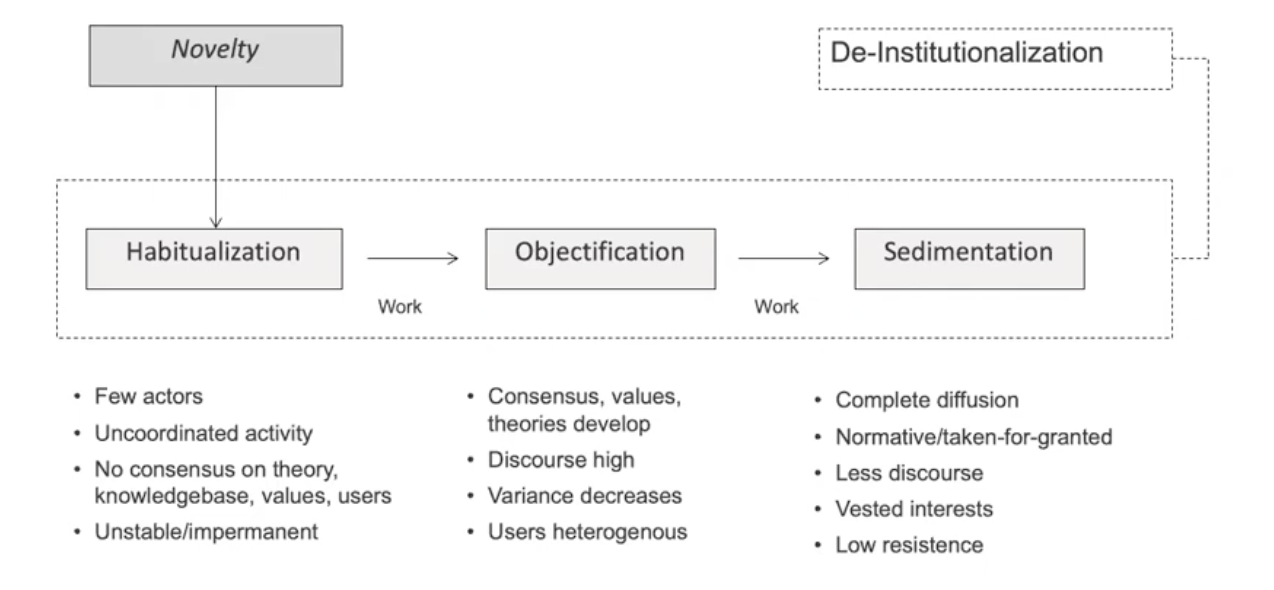 Novelty
De-Institutionalization
Habitualization
Objectification
Sedimentation
Work
Work
• Few actors
• Uncoordinated activity
• No consensus on theory,
knowledgebase, values, users
• Unstable/impermanent
• Consensus, values,
theories develop
• Discourse high
• Variance decreases
• Users heterogenous
• Complete diffusion
• Normative/taken-for-granted
• Less discourse
• Vested interests
• Low resistence